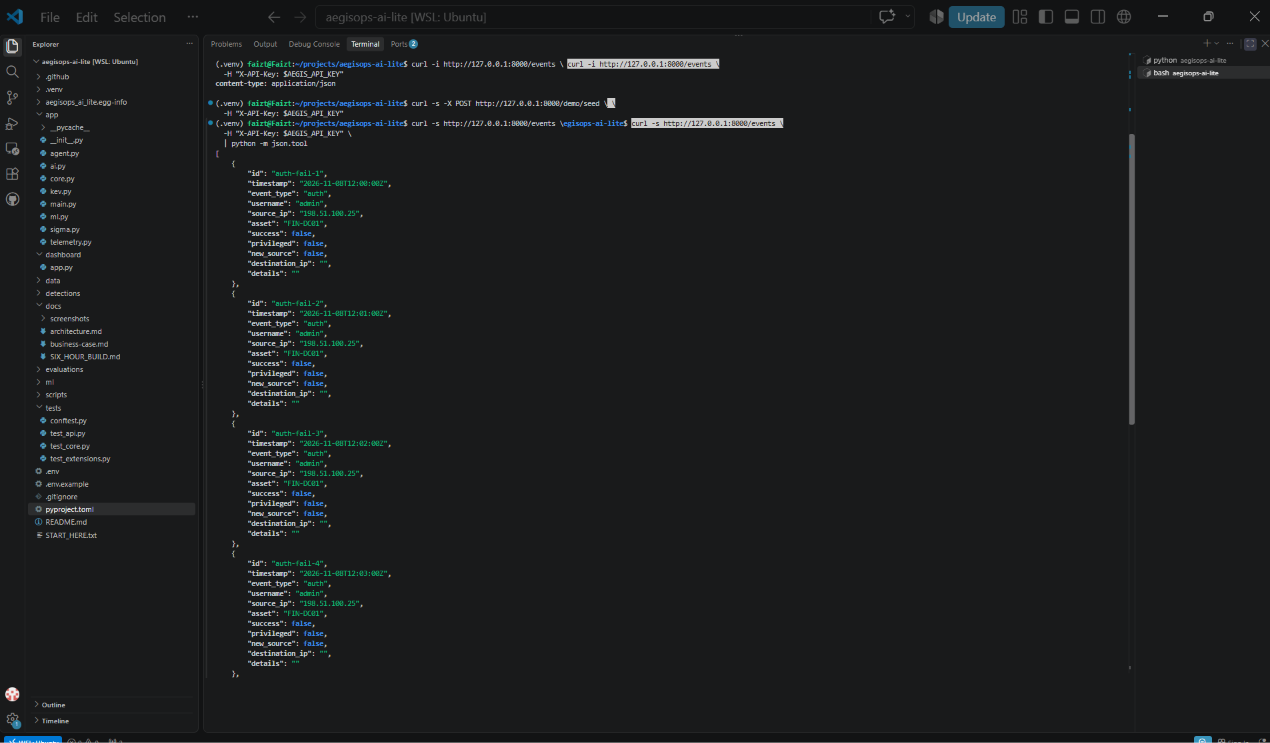 File Edit Selection ··· aegisops-ai-lite [WSL: Ubuntu] Update
Explorer ···
aegisops-ai-lite [WSL: Ubuntu]
.github
.venv
aegisops_ai_lite.egg-info
app
__pycache__
__init__.py
agent.py
ai.py
core.py
kev.py
main.py
ml.py
sigma.py
telemetry.py
dashboard
app.py
data
detections
docs
screenshots
architecture.md
business-case.md
SIX_HOUR_BUILD.md
evaluations
ml
scripts
tests
conftest.py
test_api.py
test_core.py
test_extensions.py
.env
.env.example
.gitignore
pyproject.toml
README.md
START_HERE.txt
Outline
Timeline
Problems Output Debug Console Terminal Ports 2
(.venv) faizt@Faizt:~/projects/aegisops-ai-lite$ curl -i http://127.0.0.1:8000/events \ curl -i http://127.0.0.1:8000/events \
-H "X-API-Key: $AEGIS_API_KEY"
content-type: application/json
(.venv) faizt@Faizt:~/projects/aegisops-ai-lite$ curl -s -X POST http://127.0.0.1:8000/demo/seed \ \
-H "X-API-Key: $AEGIS_API_KEY"
(.venv) faizt@Faizt:~/projects/aegisops-ai-lite$ curl -s http://127.0.0.1:8000/events \egisops-ai-lite$ curl -s http://127.0.0.1:8000/events \
-H "X-API-Key: $AEGIS_API_KEY" \
| python -m json.tool
[
{
"id": "auth-fail-1",
"timestamp": "2026-11-08T12:00:00Z",
"event_type": "auth",
"username": "admin",
"source_ip": "198.51.100.25",
"asset": "FIN-DC01",
"success": false,
"privileged": false,
"new_source": false,
"destination_ip": "",
"details": ""
},
{
"id": "auth-fail-2",
"timestamp": "2026-11-08T12:01:00Z",
"event_type": "auth",
"username": "admin",
"source_ip": "198.51.100.25",
"asset": "FIN-DC01",
"success": false,
"privileged": false,
"new_source": false,
"destination_ip": "",
"details": ""
},
{
"id": "auth-fail-3",
"timestamp": "2026-11-08T12:02:00Z",
"event_type": "auth",
"username": "admin",
"source_ip": "198.51.100.25",
"asset": "FIN-DC01",
"success": false,
"privileged": false,
"new_source": false,
"destination_ip": "",
"details": ""
},
{
"id": "auth-fail-4",
"timestamp": "2026-11-08T12:03:00Z",
"event_type": "auth",
"username": "admin",
"source_ip": "198.51.100.25",
"asset": "FIN-DC01",
"success": false,
"privileged": false,
"new_source": false,
"destination_ip": "",
"details": ""
},
python aegisops-ai-lite
bash aegisops-ai-lite